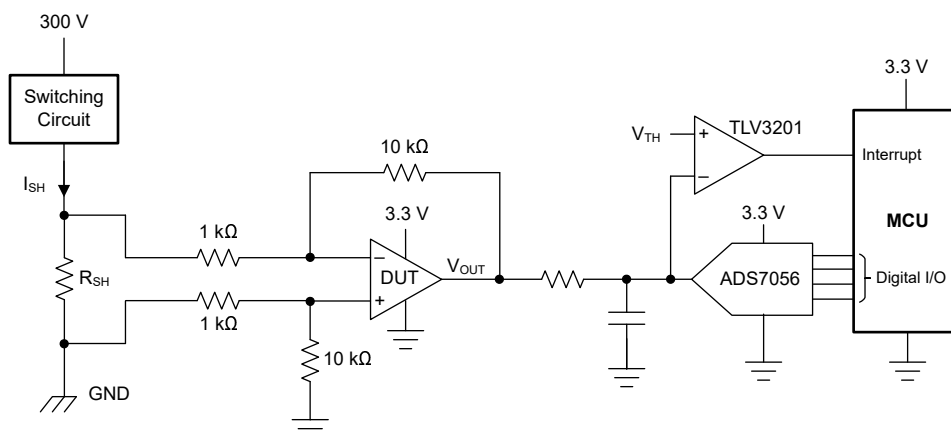 300 V
Switching
Circuit
I_SH
R_SH
GND
1 kΩ
1 kΩ
10 kΩ
10 kΩ
3.3 V
DUT
−
+
V_OUT
V_TH
+
−
TLV3201
3.3 V
ADS7056
3.3 V
Interrupt
MCU
Digital I/O